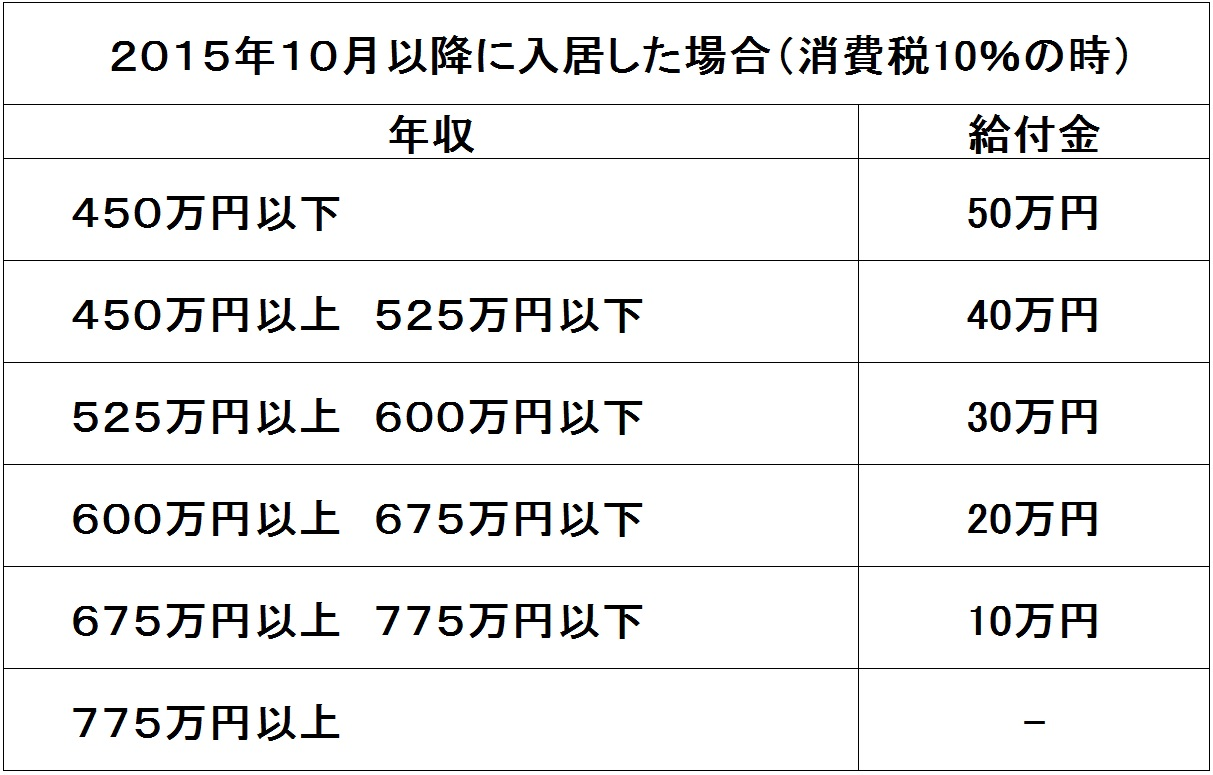 ２０１５年１０月以降に入居した場合（消費税10％の時）
年収 給付金
４５０万円以下 50万円
４５０万円以上　５２５万円以下 40万円
５２５万円以上　６００万円以下 30万円
６００万円以上　６７５万円以下 20万円
６７５万円以上　７７５万円以下 10万円
７７５万円以上 －